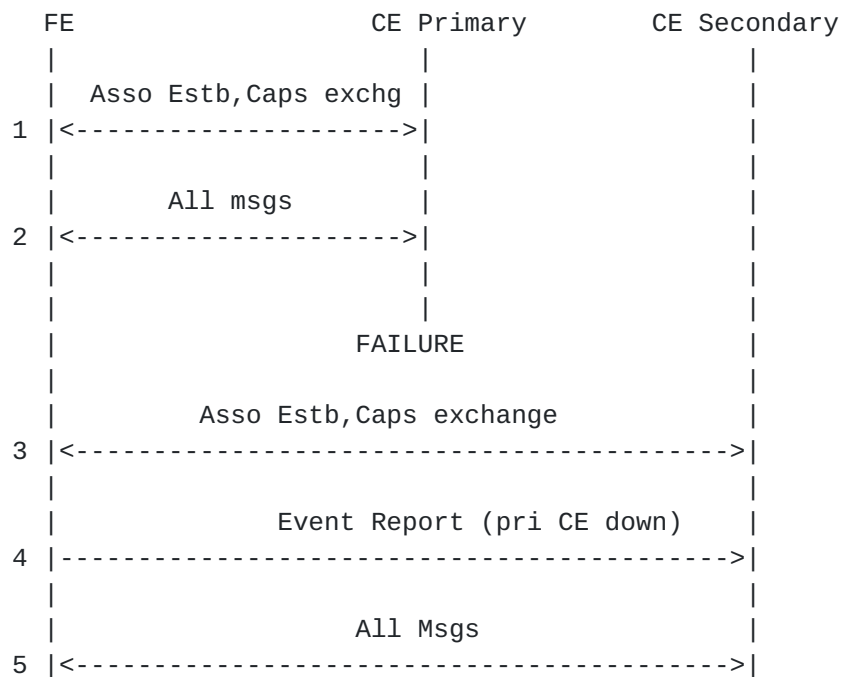 FE CE Primary CE Secondary
Asso Estb,Caps exchg
1 |<--------------------->|
All msgs
2 |<--------------------->|
FAILURE
Asso Estb,Caps exchange
3 |<------------------------------------------>|
Event Report (pri CE down)
4 |------------------------------------------->|
All Msgs
5 |<------------------------------------------>|